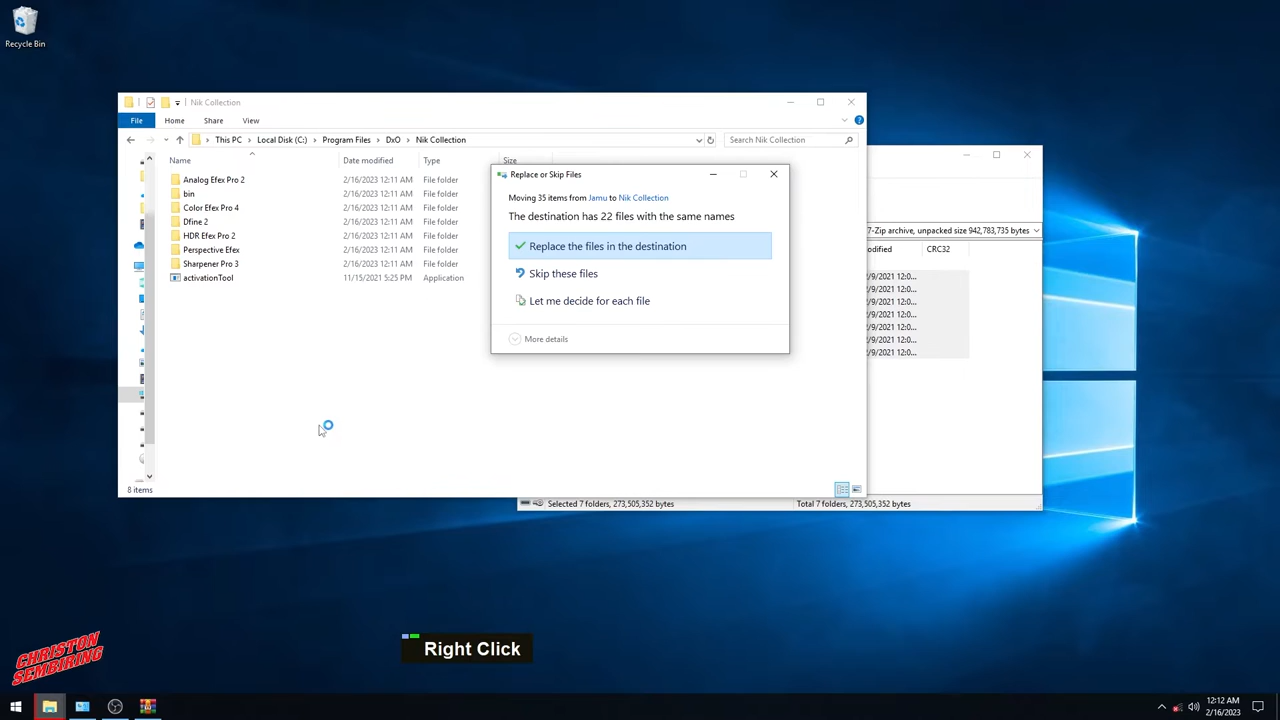 Recycle Bin
Nik Collection
File Home Share View
This PC Local Disk (C:) Program Files DxO Nik Collection
Search Nik Collection
Name Date modified Type Size
Analog Efex Pro 2 2/16/2023 12:11 AM File folder
bin 2/16/2023 12:11 AM File folder
Color Efex Pro 4 2/16/2023 12:11 AM File folder
Dfine 2 2/16/2023 12:11 AM File folder
HDR Efex Pro 2 2/16/2023 12:11 AM File folder
Perspective Efex 2/16/2023 12:11 AM File folder
Sharpener Pro 3 2/16/2023 12:11 AM File folder
activationTool 11/15/2021 5:25 PM Application
8 items
Replace or Skip Files
Moving 35 items from Jamu to Nik Collection
The destination has 22 files with the same names
Replace the files in the destination
Skip these files
Let me decide for each file
More details
7-Zip archive, unpacked size 942,783,735 bytes
odified CRC32
/9/2021 12:0...
/9/2021 12:0...
/9/2021 12:0...
/9/2021 12:0...
/9/2021 12:0...
/9/2021 12:0...
/9/2021 12:0...
Selected 7 folders, 273,505,352 bytes
Total 7 folders, 273,505,352 bytes
Right Click
CHRISTON
SEMBIRING
12:12 AM
2/16/2023